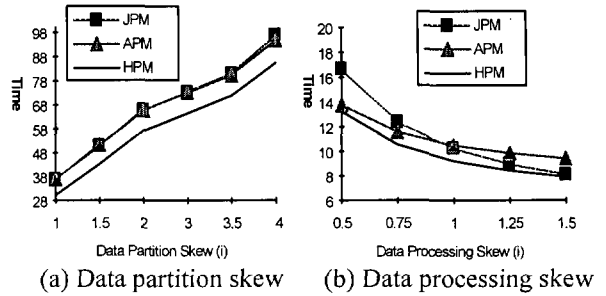 JPM
APM
HPM
Time
98
88
78
68
58
48
38
28
1 1.5 2 3 3.5 4
Data Partition Skew (i)
(a) Data partition skew
JPM
APM
HPM
Time
20
18
16
14
12
10
8
6
0.5 0.75 1 1.25 1.5
Data Processing Skew (i)
(b) Data processing skew